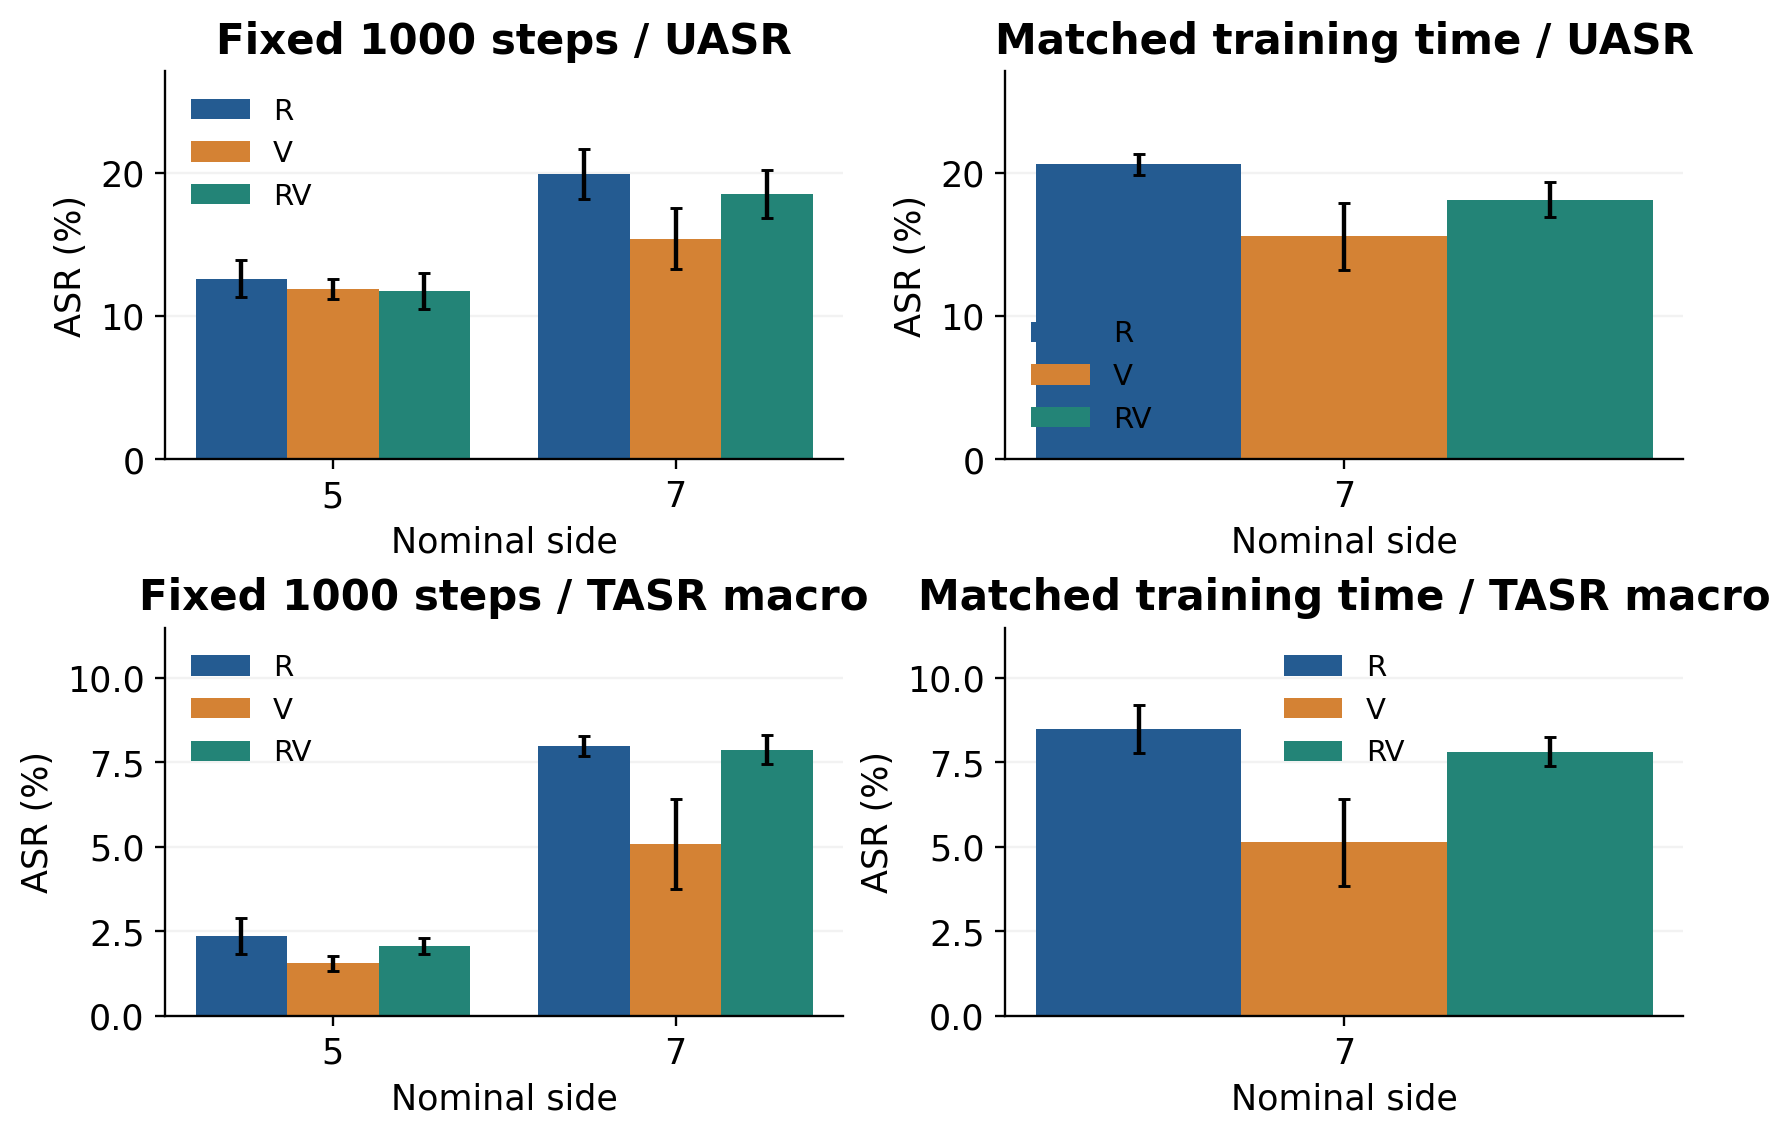 Fixed 1000 steps / UASR
R
V
RV
20
10
0
ASR (%)
5
7
Nominal side
Matched training time / UASR
20
10
0
ASR (%)
R
V
RV
7
Nominal side
Fixed 1000 steps / TASR macro
R
V
RV
10.0
7.5
5.0
2.5
0.0
ASR (%)
5
7
Nominal side
Matched training time / TASR macro
R
V
RV
10.0
7.5
5.0
2.5
0.0
ASR (%)
7
Nominal side